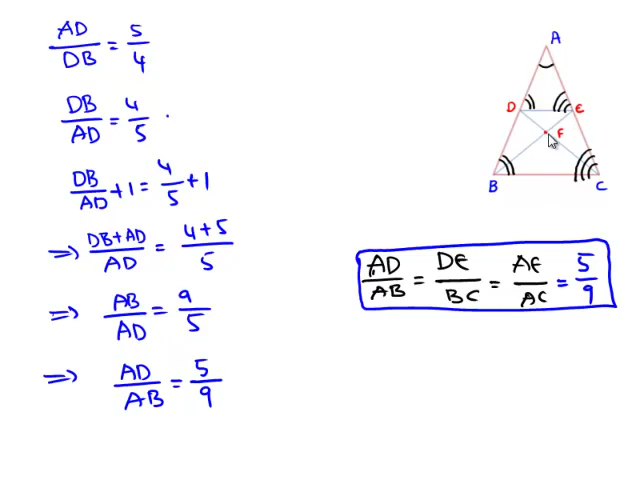 AD/DB = 5/4
DB/AD = 4/5
DB/AD + 1 = 4/5 + 1
⇒ DB+AD/AD = 4+5/5
⇒ AB/AD = 9/5
⇒ AD/AB = 5/9
A
D E
F
B C
AD/AB = DE/BC = AE/AC = 5/9